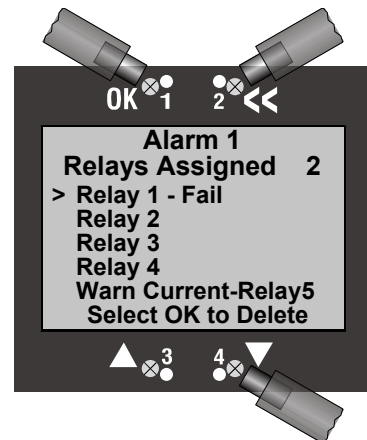 OK 1 2 <<
Alarm 1
Relays Assigned 2
> Relay 1 - Fail
Relay 2
Relay 3
Relay 4
Warn Current-Relay5
Select OK to Delete
3 4